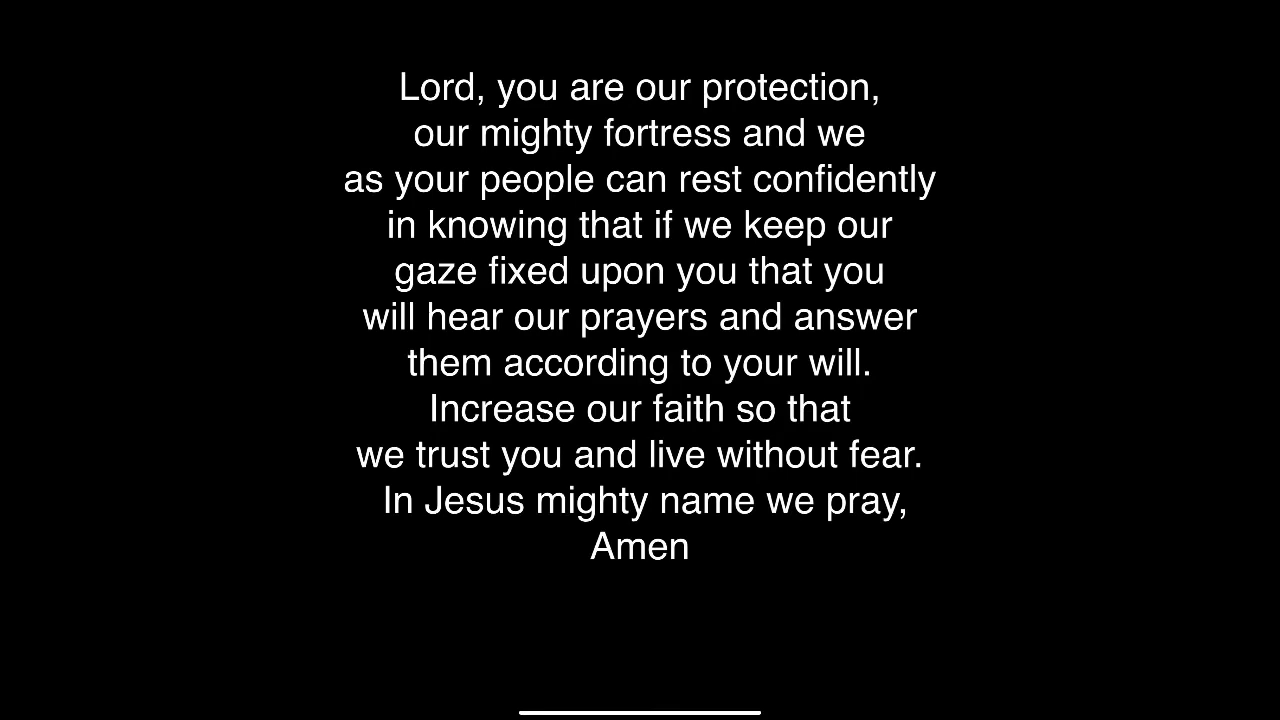 Lord, you are our protection,
our mighty fortress and we
as your people can rest confidently
in knowing that if we keep our
gaze fixed upon you that you
will hear our prayers and answer
them according to your will.
Increase our faith so that
we trust you and live without fear.
In Jesus mighty name we pray,
Amen